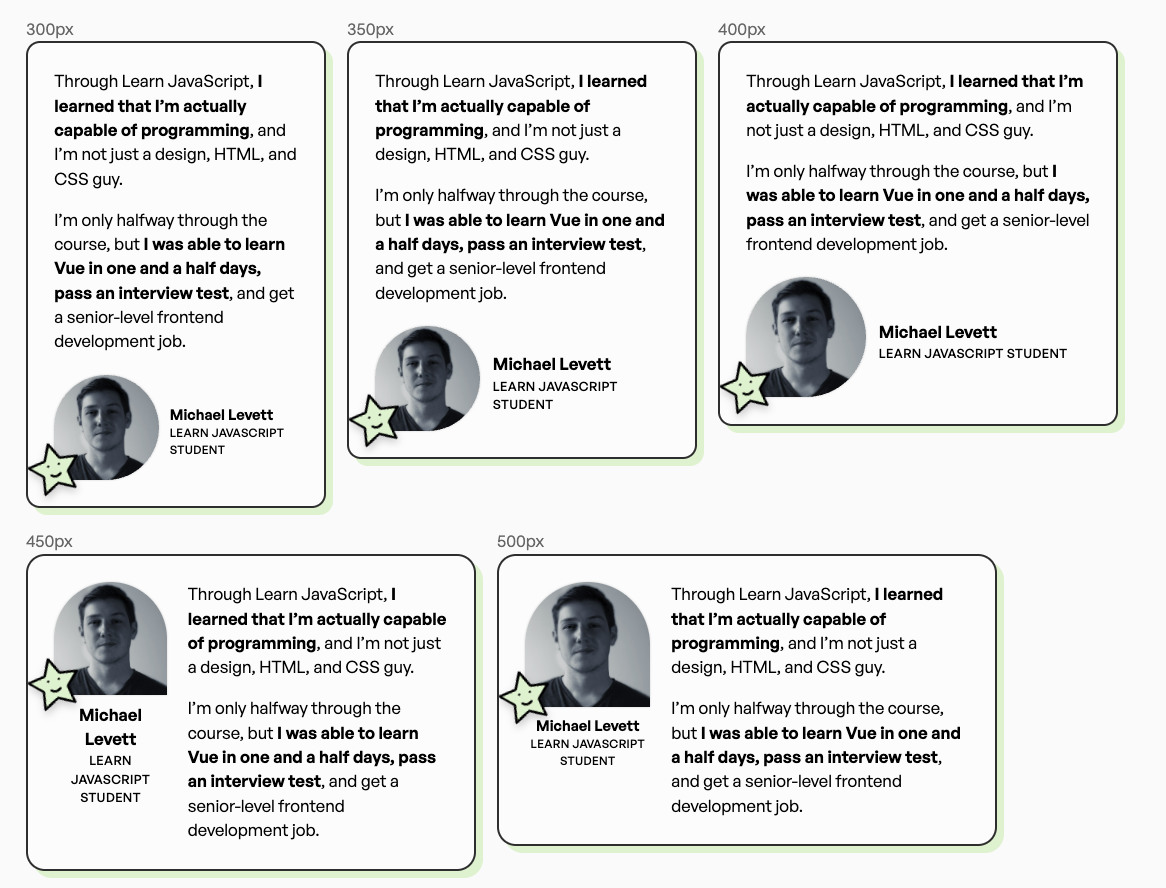 300px
Through Learn JavaScript, I
learned that I’m actually
capable of programming, and
I’m not just a design, HTML, and
CSS guy.
I’m only halfway through the
course, but I was able to learn
Vue in one and a half days,
pass an interview test, and get
a senior-level frontend
development job.
Michael Levett
LEARN JAVASCRIPT
STUDENT
350px
Through Learn JavaScript, I learned
that I’m actually capable of
programming, and I’m not just a
design, HTML, and CSS guy.
I’m only halfway through the course,
but I was able to learn Vue in one and
a half days, pass an interview test,
and get a senior-level frontend
development job.
Michael Levett
LEARN JAVASCRIPT
STUDENT
400px
Through Learn JavaScript, I learned that I’m
actually capable of programming, and I’m
not just a design, HTML, and CSS guy.
I’m only halfway through the course, but I
was able to learn Vue in one and a half days,
pass an interview test, and get a senior-level
frontend development job.
Michael Levett
LEARN JAVASCRIPT STUDENT
450px
Michael
Levett
LEARN
JAVASCRIPT
STUDENT
Through Learn JavaScript, I
learned that I’m actually capable
of programming, and I’m not just
a design, HTML, and CSS guy.
I’m only halfway through the
course, but I was able to learn
Vue in one and a half days, pass
an interview test, and get a
senior-level frontend
development job.
500px
Michael Levett
LEARN JAVASCRIPT
STUDENT
Through Learn JavaScript, I learned
that I’m actually capable of
programming, and I’m not just a
design, HTML, and CSS guy.
I’m only halfway through the course,
but I was able to learn Vue in one and
a half days, pass an interview test,
and get a senior-level frontend
development job.